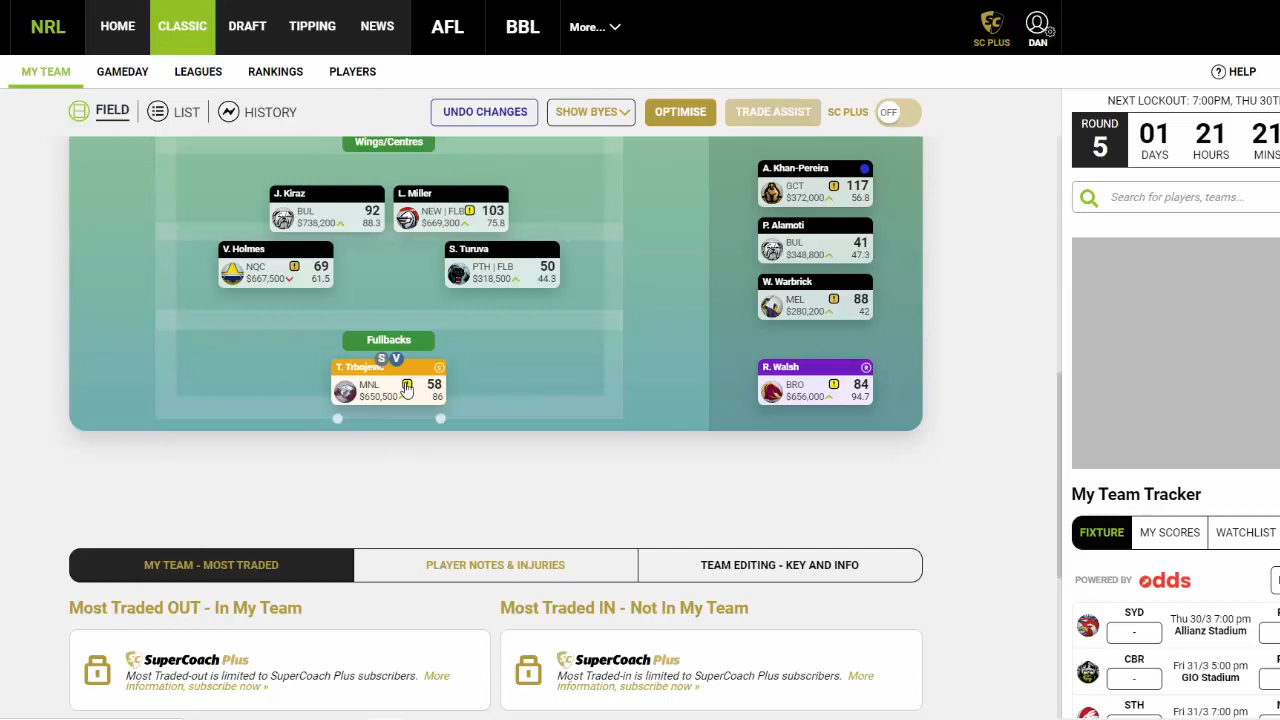 NRL
HOME
CLASSIC
DRAFT
TIPPING
NEWS
AFL
BBL
More...
SC PLUS
DAN
MY TEAM
GAMEDAY
LEAGUES
RANKINGS
PLAYERS
HELP
FIELD
LIST
HISTORY
UNDO CHANGES
SHOW BYES
OPTIMISE
TRADE ASSIST
SC PLUS
OFF
NEXT LOCKOUT: 7:00PM, THU 30TH
ROUND
5
01
DAYS
21
HOURS
21
MINS
Search for players, teams...
Wings/Centres
J. Kiraz
BUL
92
$738,200
88.3
L. Miller
NEW | FLB
103
$669,300
75.8
V. Holmes
NQC
69
$667,500
61.5
S. Turuva
PTH | FLB
50
$318,500
44.3
A. Khan-Pereira
GCT
117
$372,000
56.8
P. Alamoti
BUL
41
$348,800
47.3
W. Warbrick
MEL
88
$280,200
42
Fullbacks
S V
T. Trbojevic
C
MNL
58
$650,500
86
R. Walsh
R
BRO
84
$656,000
94.7
MY TEAM - MOST TRADED
PLAYER NOTES & INJURIES
TEAM EDITING - KEY AND INFO
Most Traded OUT - In My Team
SC SuperCoach Plus
Most Traded-out is limited to SuperCoach Plus subscribers. More
information, subscribe now »
Most Traded IN - Not In My Team
SC SuperCoach Plus
Most Traded-in is limited to SuperCoach Plus subscribers. More
information, subscribe now »
My Team Tracker
FIXTURE
MY SCORES
WATCHLIST
POWERED BY odds
SYD
-
Thu 30/3 7:00 pm
Allianz Stadium
CBR
-
Fri 31/3 5:00 pm
GIO Stadium
STH
Fri 31/3 7:00 pm